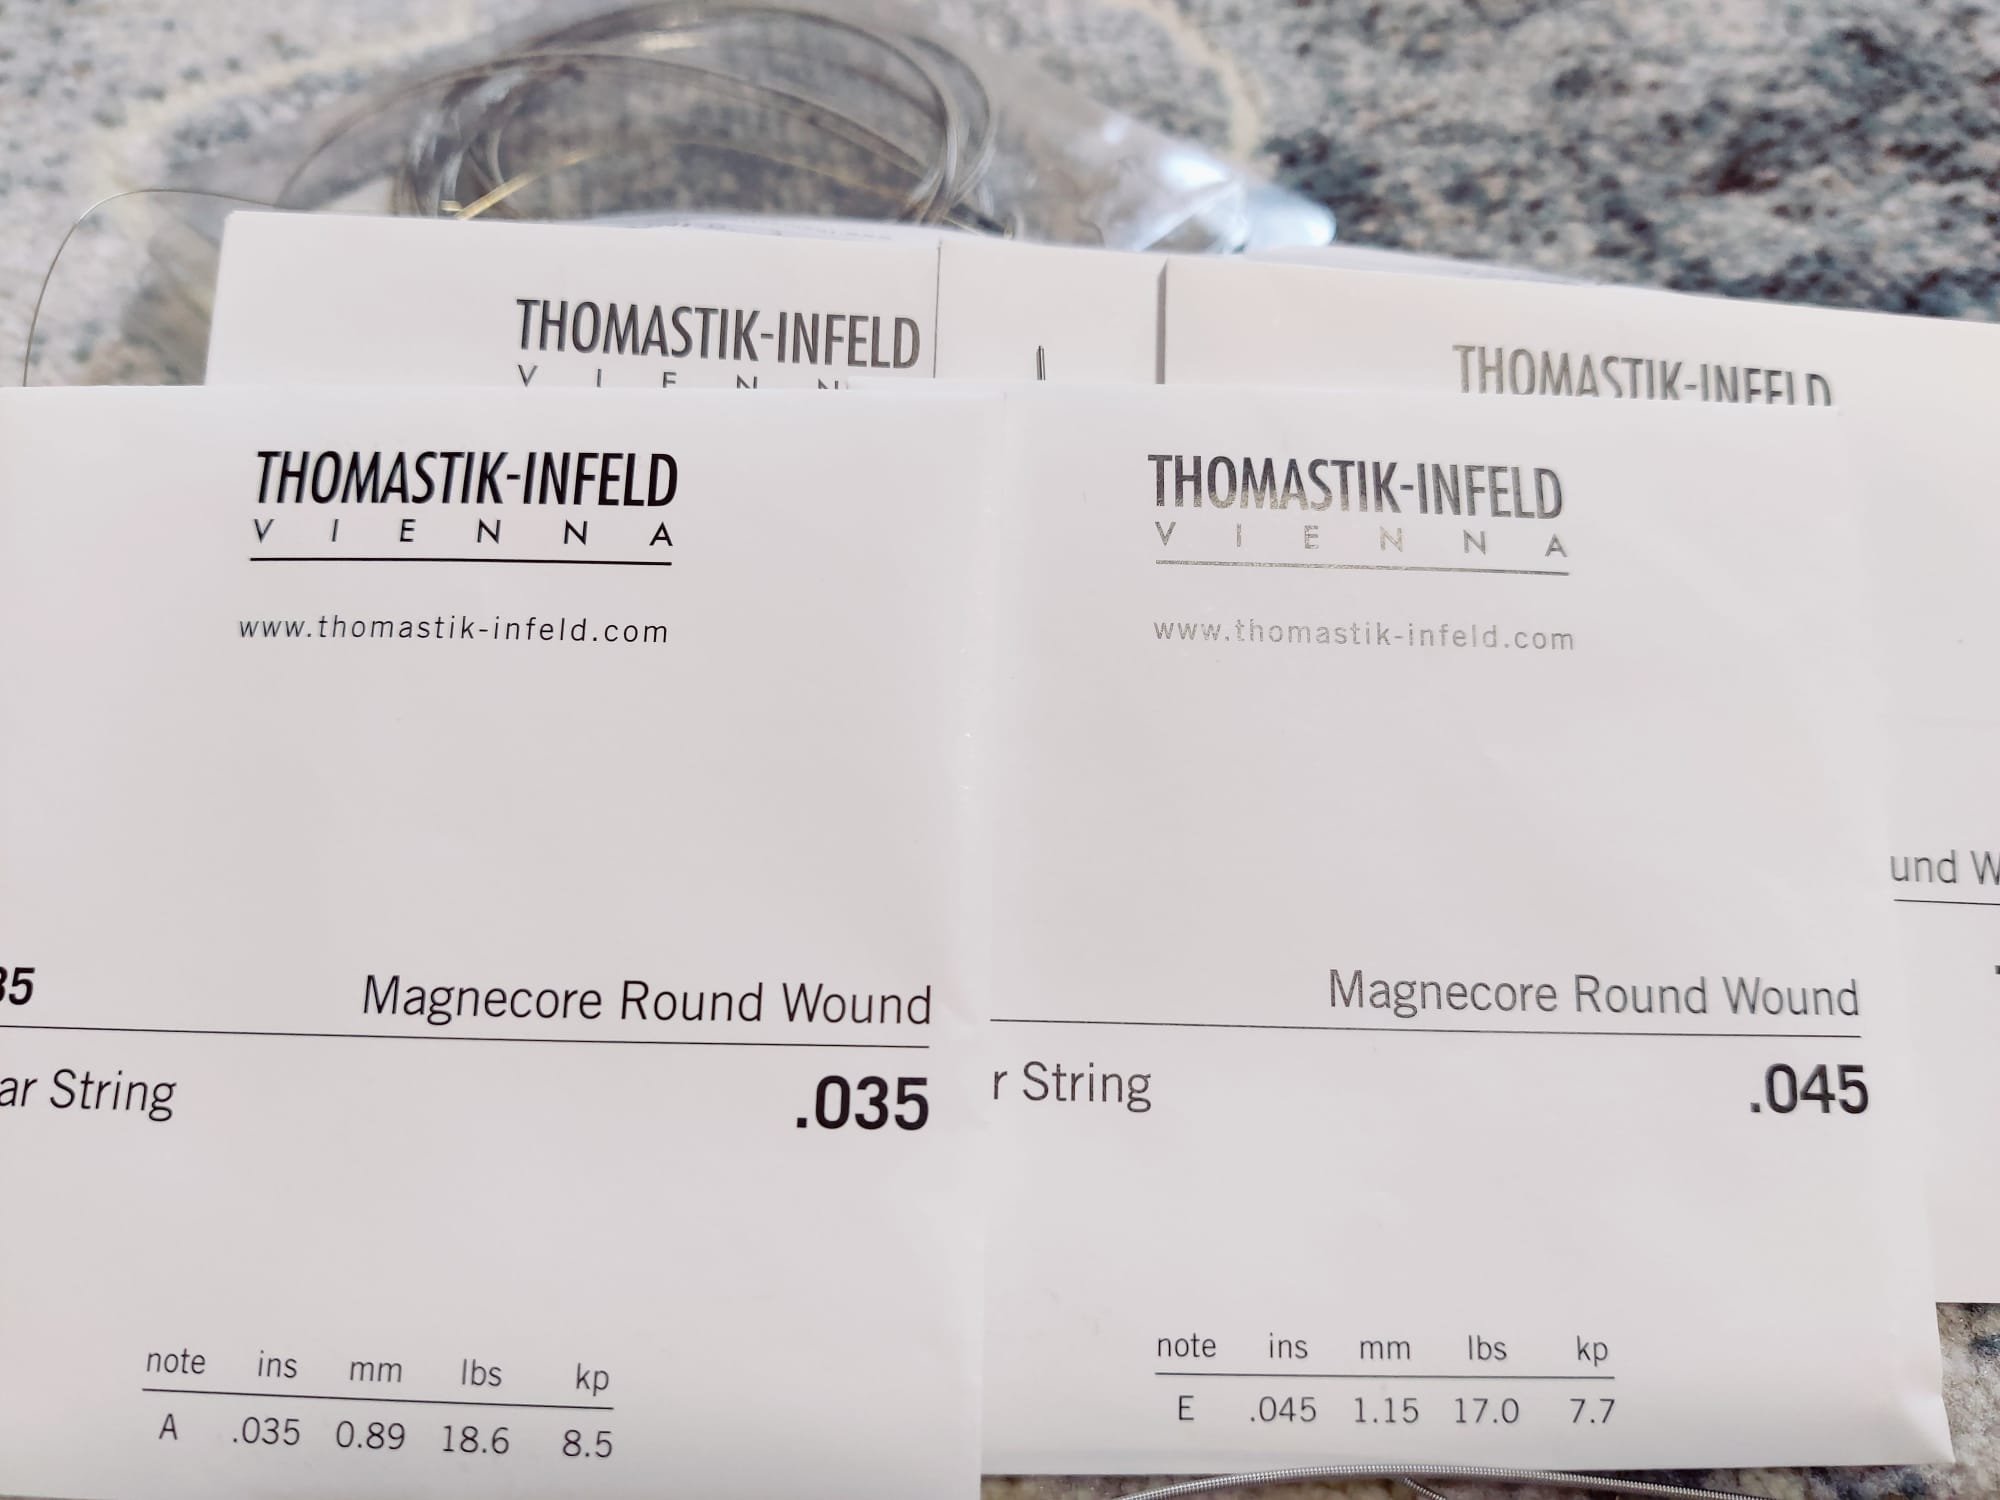 THOMASTIK-INFELD
THOMASTIK-INFELD
THOMASTIK-INFELD
VIENNA
www.thomastik-infeld.com
35 Magnecore Round Wound
ar String .035
note ins mm lbs kp
A .035 0.89 18.6 8.5
THOMASTIK-INFELD
VIENNA
www.thomastik-infeld.com
Magnecore Round Wound
r String .045
note ins mm lbs kp
E .045 1.15 17.0 7.7
und W